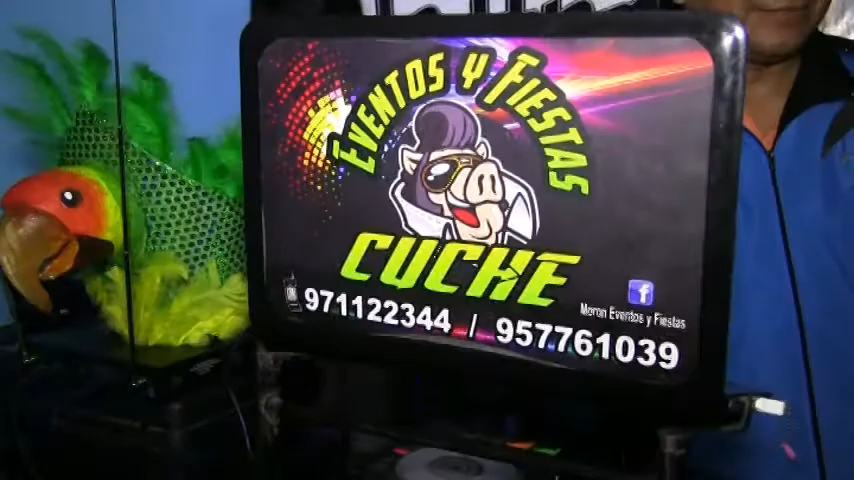 EVENTOS Y FIESTAS
CUCHE
971122344 / 957761039
f
Moron Eventos y Fiestas